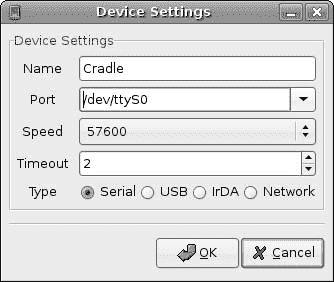 Device Settings
Device Settings
Name Cradle
Port /dev/ttyS0
Speed 57600
Timeout 2
Type Serial USB IrDA Network
OK Cancel